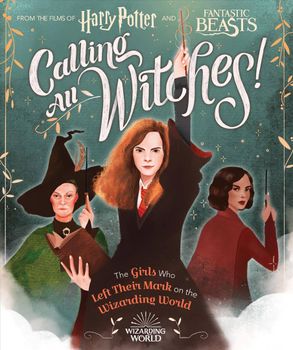 FROM THE FILMS OF Harry Potter AND FANTASTIC BEASTS
Calling
All Witches!
The Girls Who
Left Their Mark on the
Wizarding World
WIZARDING
WORLD